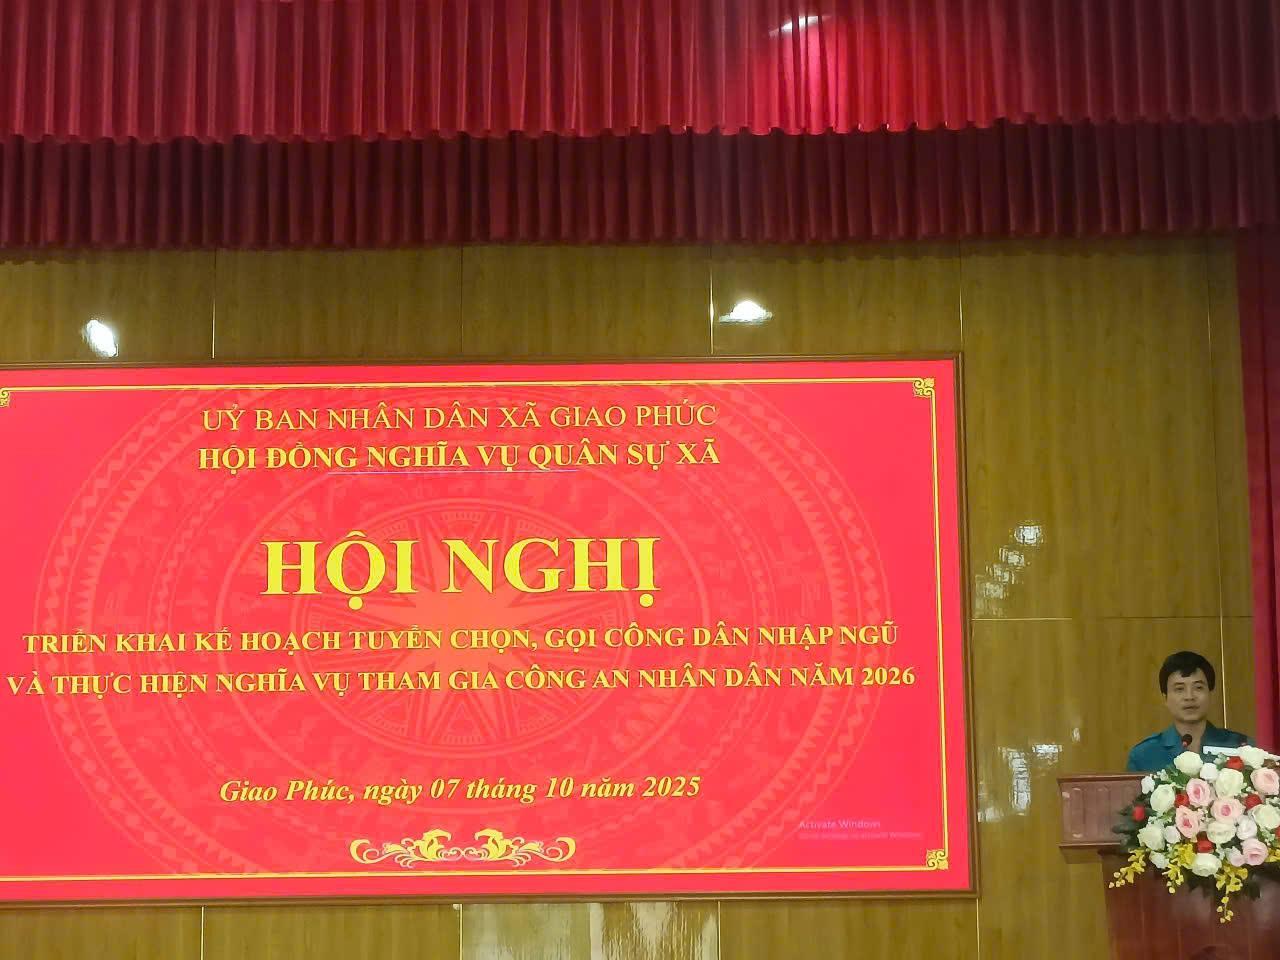 UỶ BAN NHÂN DÂN XÃ GIAO PHÚC
HỘI ĐỒNG NGHĨA VỤ QUÂN SỰ XÃ
HỘI NGHỊ
TRIỂN KHAI KẾ HOẠCH TUYỂN CHỌN, GỌI CÔNG DÂN NHẬP NGŨ
VÀ THỰC HIỆN NGHĨA VỤ THAM GIA CÔNG AN NHÂN DÂN NĂM 2026
Giao Phúc, ngày 07 tháng 10 năm 2025
Activate Windows